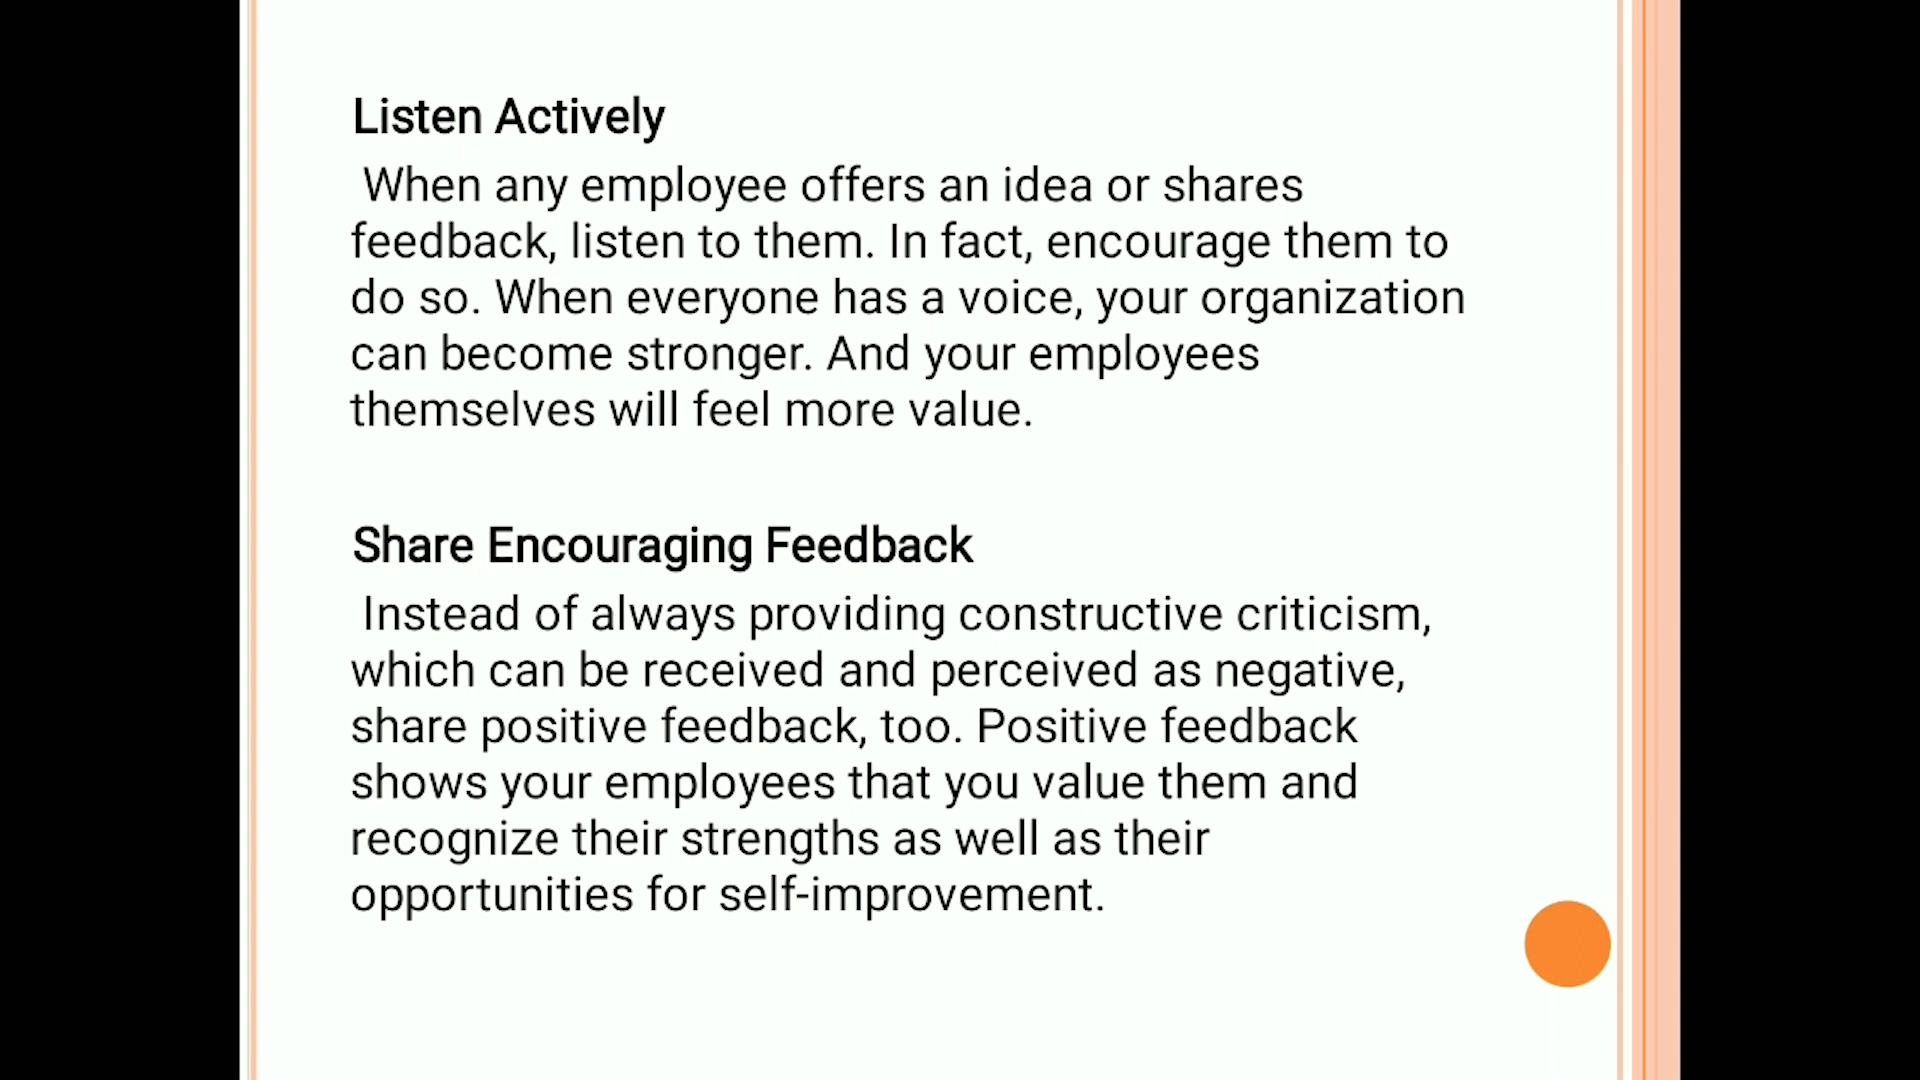 Listen Actively
When any employee offers an idea or shares
feedback, listen to them. In fact, encourage them to
do so. When everyone has a voice, your organization
can become stronger. And your employees
themselves will feel more value.
Share Encouraging Feedback
Instead of always providing constructive criticism,
which can be received and perceived as negative,
share positive feedback, too. Positive feedback
shows your employees that you value them and
recognize their strengths as well as their
opportunities for self-improvement.